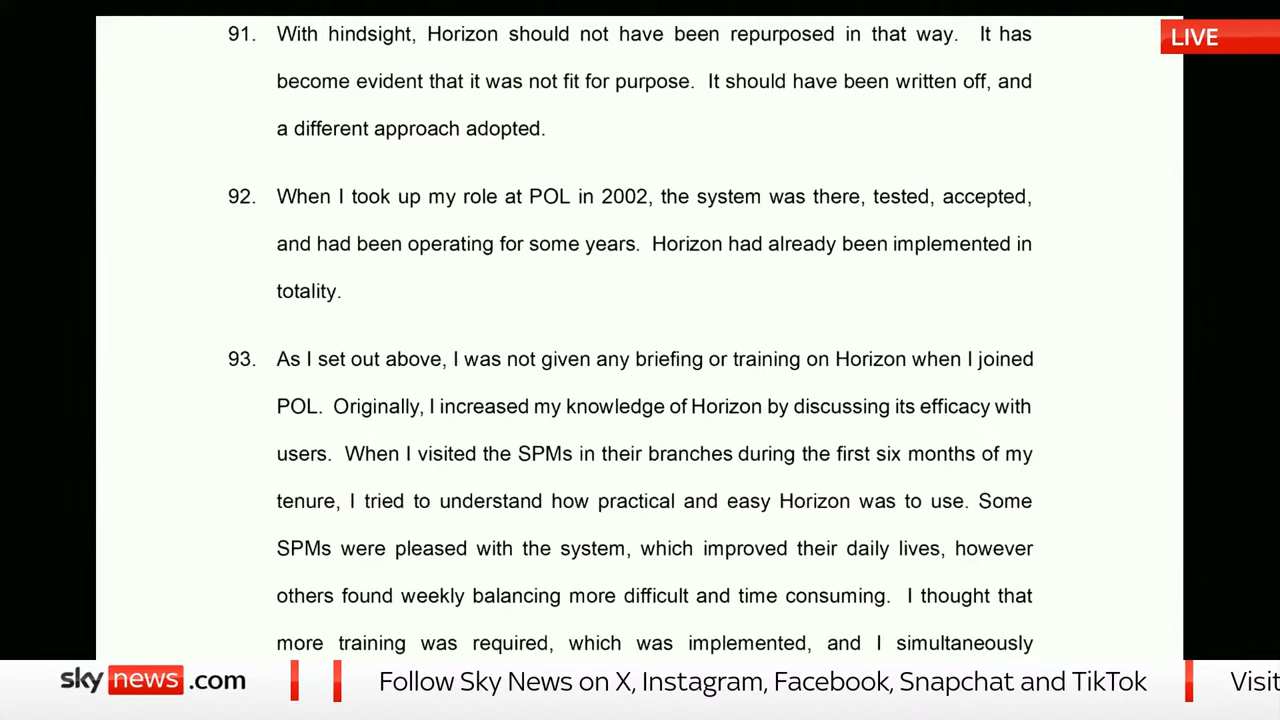 91. With hindsight, Horizon should not have been repurposed in that way. It has
become evident that it was not fit for purpose. It should have been written off, and
a different approach adopted.
92. When I took up my role at POL in 2002, the system was there, tested, accepted,
and had been operating for some years. Horizon had already been implemented in
totality.
93. As I set out above, I was not given any briefing or training on Horizon when I joined
POL. Originally, I increased my knowledge of Horizon by discussing its efficacy with
users. When I visited the SPMs in their branches during the first six months of my
tenure, I tried to understand how practical and easy Horizon was to use. Some
SPMs were pleased with the system, which improved their daily lives, however
others found weekly balancing more difficult and time consuming. I thought that
more training was required, which was implemented, and I simultaneously
LIVE
sky news .com Follow Sky News on X, Instagram, Facebook, Snapchat and TikTok Visit